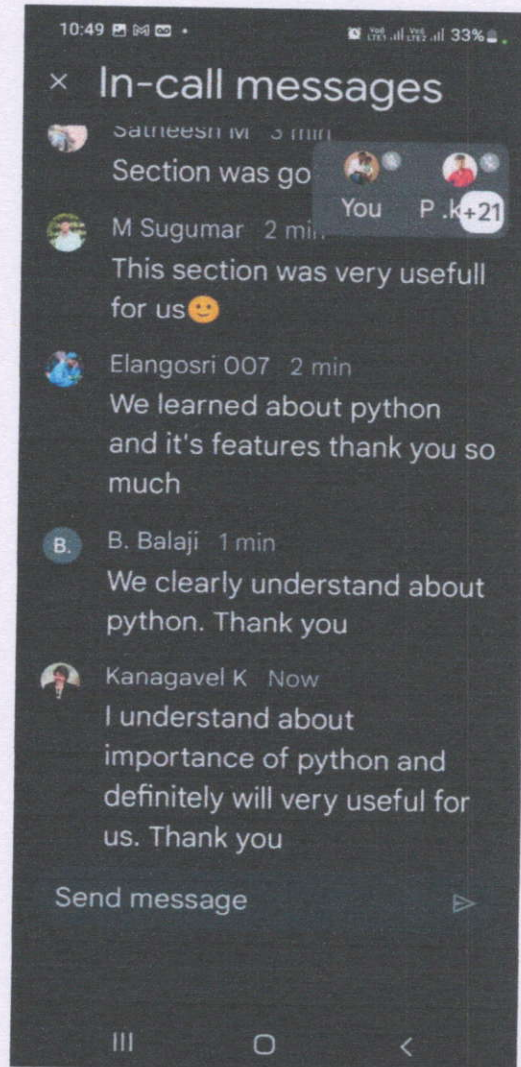 10:49
33%
× In-call messages
Satheesh M 3 min
Section was go
You P .k +21
M Sugumar 2 min
This section was very usefull
for us🙂
Elangosri 007 2 min
We learned about python
and it's features thank you so
much
B. B. Balaji 1 min
We clearly understand about
python. Thank you
Kanagavel K Now
I understand about
importance of python and
definitely will very useful for
us. Thank you
Send message